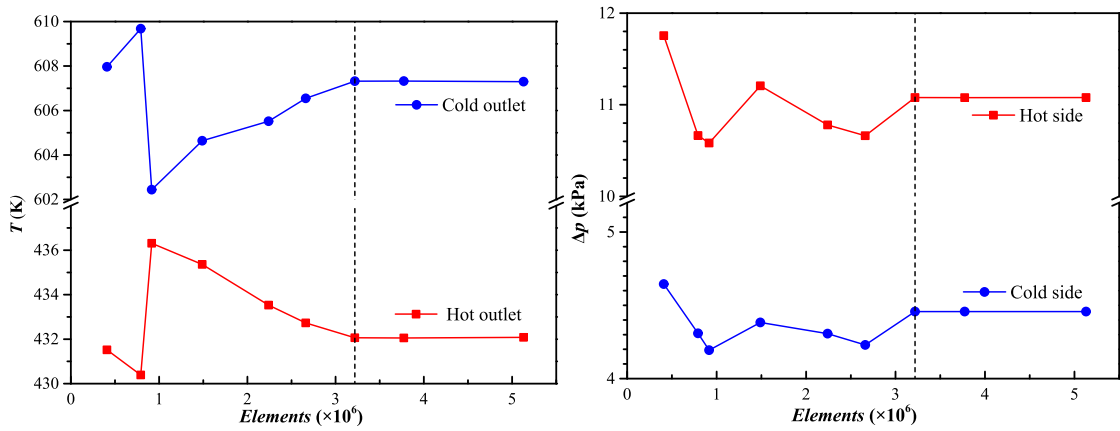 610
608
606
604
602
436
434
432
430
T (K)
Cold outlet
Hot outlet
0 1 2 3 4 5
Elements (×10⁶)
12
11
10
5
4
Δp (kPa)
Hot side
Cold side
0 1 2 3 4 5
Elements (×10⁶)